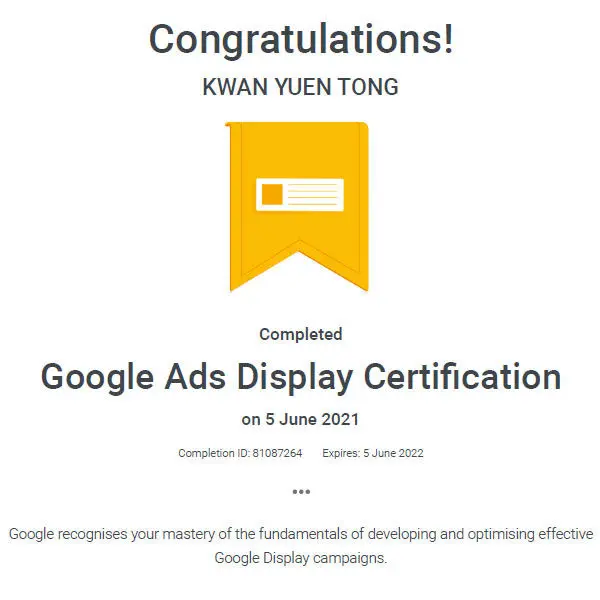 Congratulations!
KWAN YUEN TONG
Completed
Google Ads Display Certification
on 5 June 2021
Completion ID: 81087264 Expires: 5 June 2022
•••
Google recognises your mastery of the fundamentals of developing and optimising effective
Google Display campaigns.